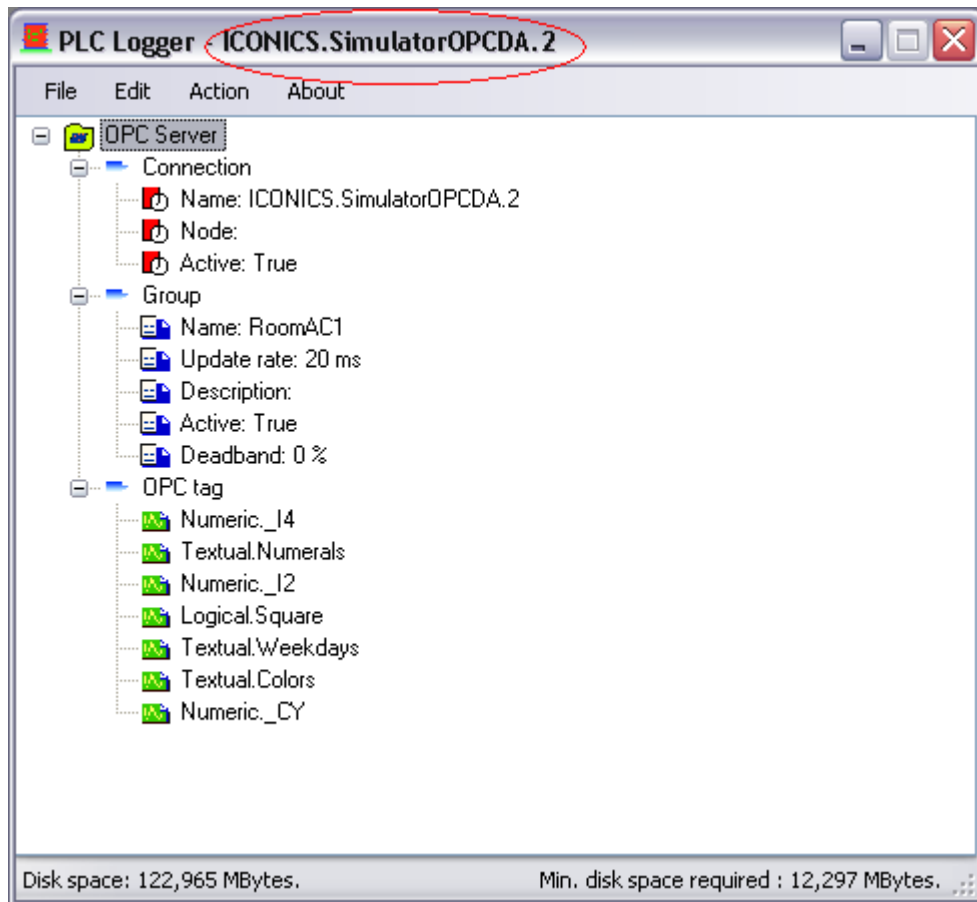 PLC Logger - ICONICS.SimulatorOPCDA.2
File Edit Action About
OPC Server
Connection
Name: ICONICS.SimulatorOPCDA.2
Node:
Active: True
Group
Name: RoomAC1
Update rate: 20 ms
Description:
Active: True
Deadband: 0 %
OPC tag
Numeric._I4
Textual.Numerals
Numeric._I2
Logical.Square
Textual.Weekdays
Textual.Colors
Numeric._CY
Disk space: 122,965 MBytes. Min. disk space required : 12,297 MBytes.